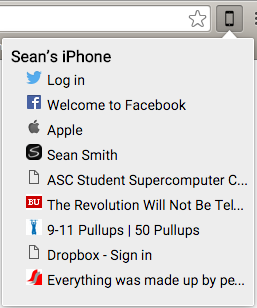 Sean's iPhone
Log in
Welcome to Facebook
Apple
Sean Smith
ASC Student Supercomputer C...
BU The Revolution Will Not Be Tel...
9-11 Pullups | 50 Pullups
Dropbox - Sign in
Everything was made up by pe...